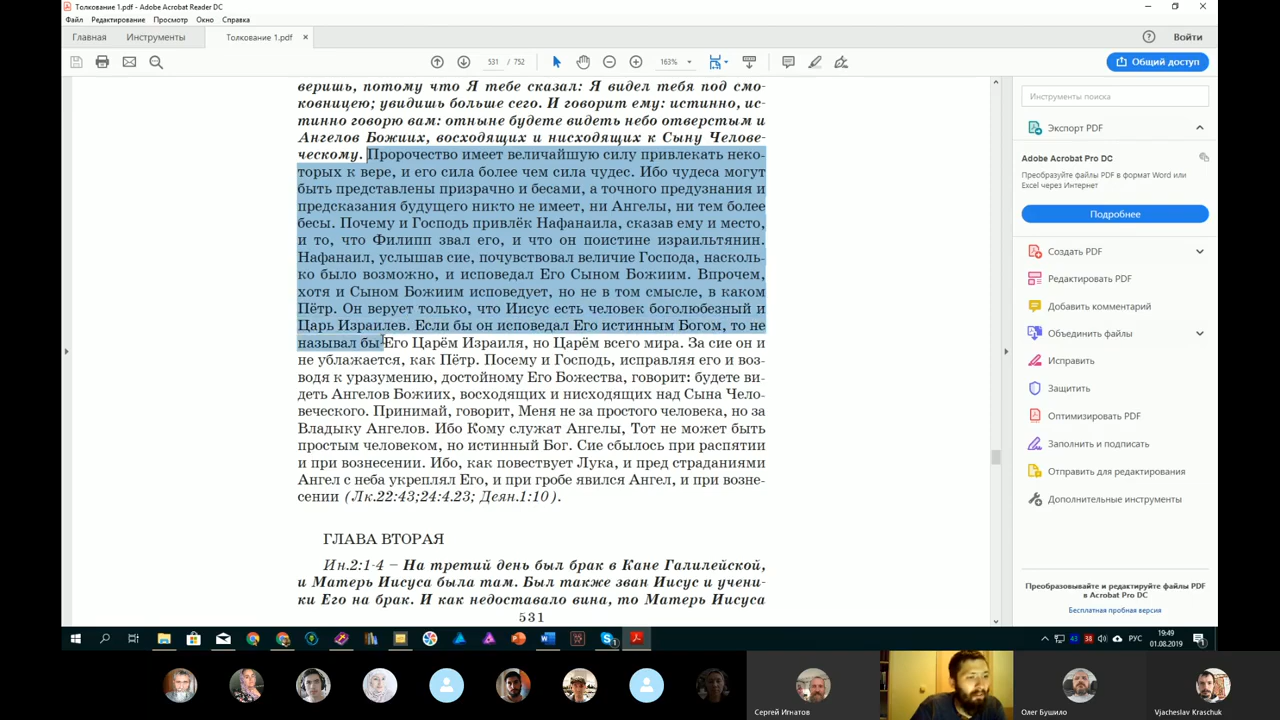 Толкование 1.pdf - Adobe Acrobat Reader DC
Файл Редактирование Просмотр Окно Справка
Главная Инструменты Толкование 1.pdf × Войти
531 / 752 163% Общий доступ
веришь, потому что Я тебе сказал: Я видел тебя под смо-
ковницею; увидишь больше сего. И говорит ему: истинно, ис-
тинно говорю вам: отныне будете видеть небо отверстым и
Ангелов Божиих, восходящих и нисходящих к Сыну Челове-
ческому. Пророчество имеет величайшую силу привлекать неко-
торых к вере, и его сила более чем сила чудес. Ибо чудеса могут
быть представлены призрачно и бесами, а точного предузнания и
предсказания будущего никто не имеет, ни Ангелы, ни тем более
бесы. Почему и Господь привлёк Нафанаила, сказав ему и место,
и то, что Филипп звал его, и что он поистине израильтянин.
Нафанаил, услышав сие, почувствовал величие Господа, насколь-
ко было возможно, и исповедал Его Сыном Божиим. Впрочем,
хотя и Сыном Божиим исповедует, но не в том смысле, в каком
Пётр. Он верует только, что Иисус есть человек боголюбезный и
Царь Израилев. Если бы он исповедал Его истинным Богом, то не
называл бы Его Царём Израиля, но Царём всего мира. За сие он и
не ублажается, как Пётр. Посему и Господь, исправляя его и воз-
водя к уразумению, достойному Его Божества, говорит: будете ви-
деть Ангелов Божиих, восходящих и нисходящих над Сына Чело-
веческого. Принимай, говорит, Меня не за простого человека, но за
Владыку Ангелов. Ибо Кому служат Ангелы, Тот не может быть
простым человеком, но истинный Бог. Сие сбылось при распятии
и при вознесении. Ибо, как повествует Лука, и пред страданиями
Ангел с неба укреплял Его, и при гробе явился Ангел, и при возне-
сении (Лк.22:43;24:4.23; Деян.1:10).
ГЛАВА ВТОРАЯ
Ин.2:1-4 – На третий день был брак в Кане Галилейской,
и Матерь Иисуса была там. Был также зван Иисус и учени-
ки Его на брак. И как недоставало вина, то Матерь Иисуса
531
Инструменты поиска
Экспорт PDF
Adobe Acrobat Pro DC
Преобразуйте файлы PDF в формат Word или
Excel через Интернет
Подробнее
Создать PDF
Редактировать PDF
Добавить комментарий
Объединить файлы
Исправить
Защитить
Оптимизировать PDF
Заполнить и подписать
Отправить для редактирования
Дополнительные инструменты
Преобразовывайте и редактируйте файлы PDF
в Acrobat Pro DC
Бесплатная пробная версия
43 38 РУС 19:49
01.08.2019
Сергей Игнатов
Олег Бушило
Vjacheslav Kraschuk